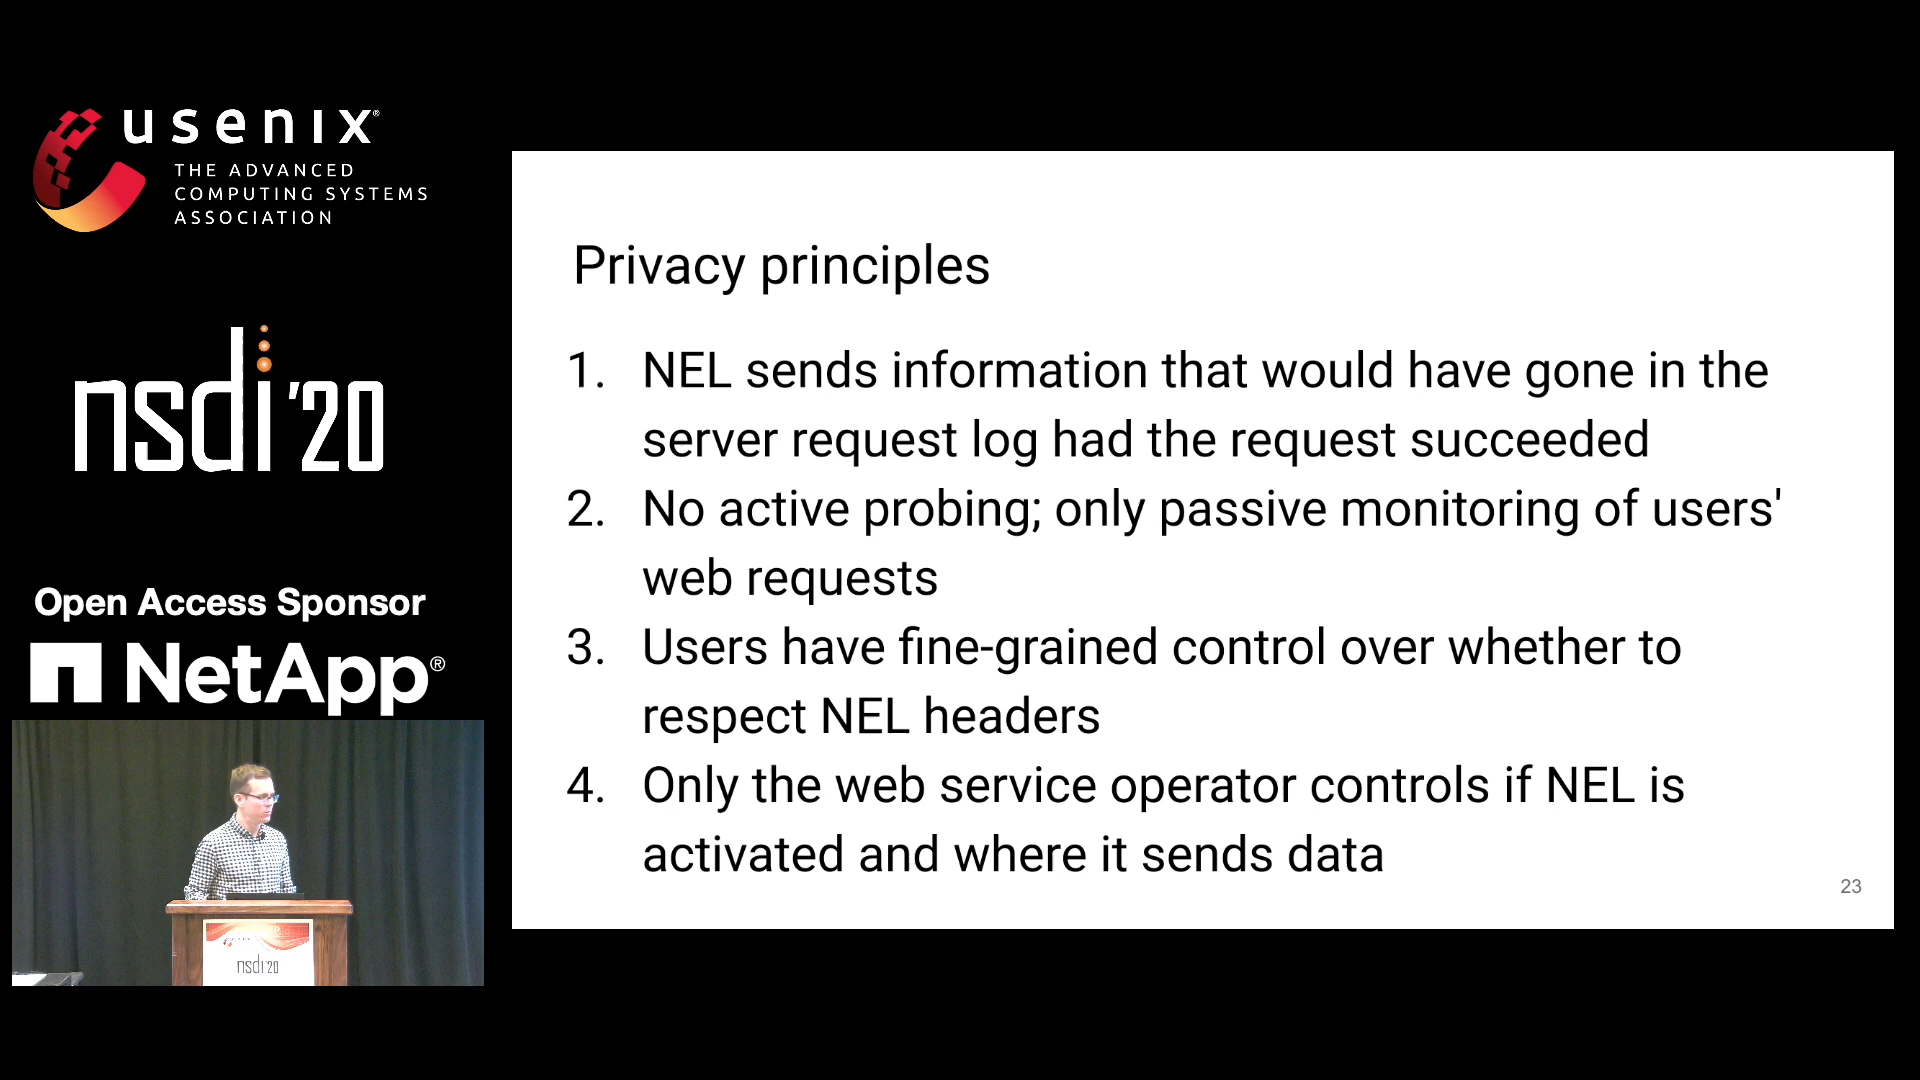 usenix®
THE ADVANCED
COMPUTING SYSTEMS
ASSOCIATION
nsdi '20
Open Access Sponsor
NetApp®
nsdi '20
Privacy principles
1. NEL sends information that would have gone in the
server request log had the request succeeded
2. No active probing; only passive monitoring of users'
web requests
3. Users have fine-grained control over whether to
respect NEL headers
4. Only the web service operator controls if NEL is
activated and where it sends data
23